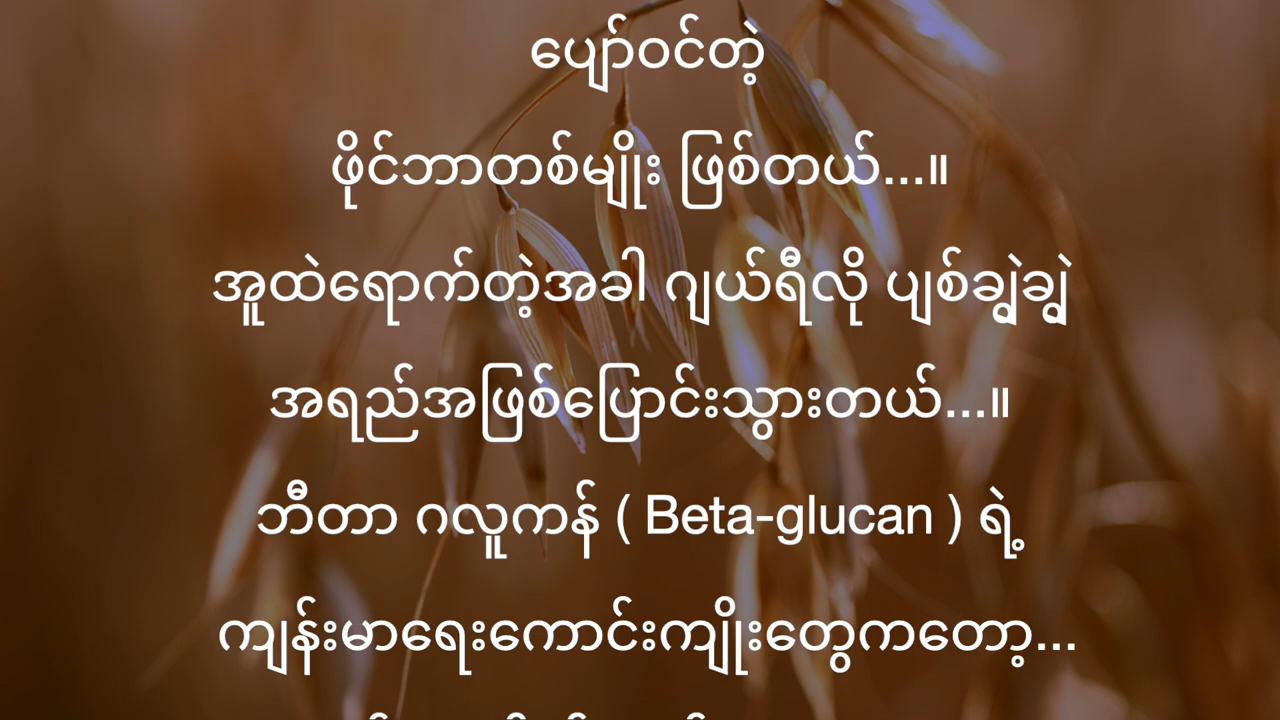 ပျော်ဝင်တဲ့
ဖိုင်ဘာတစ်မျိုး ဖြစ်တယ်...။
အူထဲရောက်တဲ့အခါ ဂျယ်ရီလို ပျစ်ချွဲချွဲ
အရည်အဖြစ်ပြောင်းသွားတယ်...။
ဘီတာ ဂလူကန် ( Beta-glucan ) ရဲ့
ကျန်းမာရေးကောင်းကျိုးတွေကတော့...